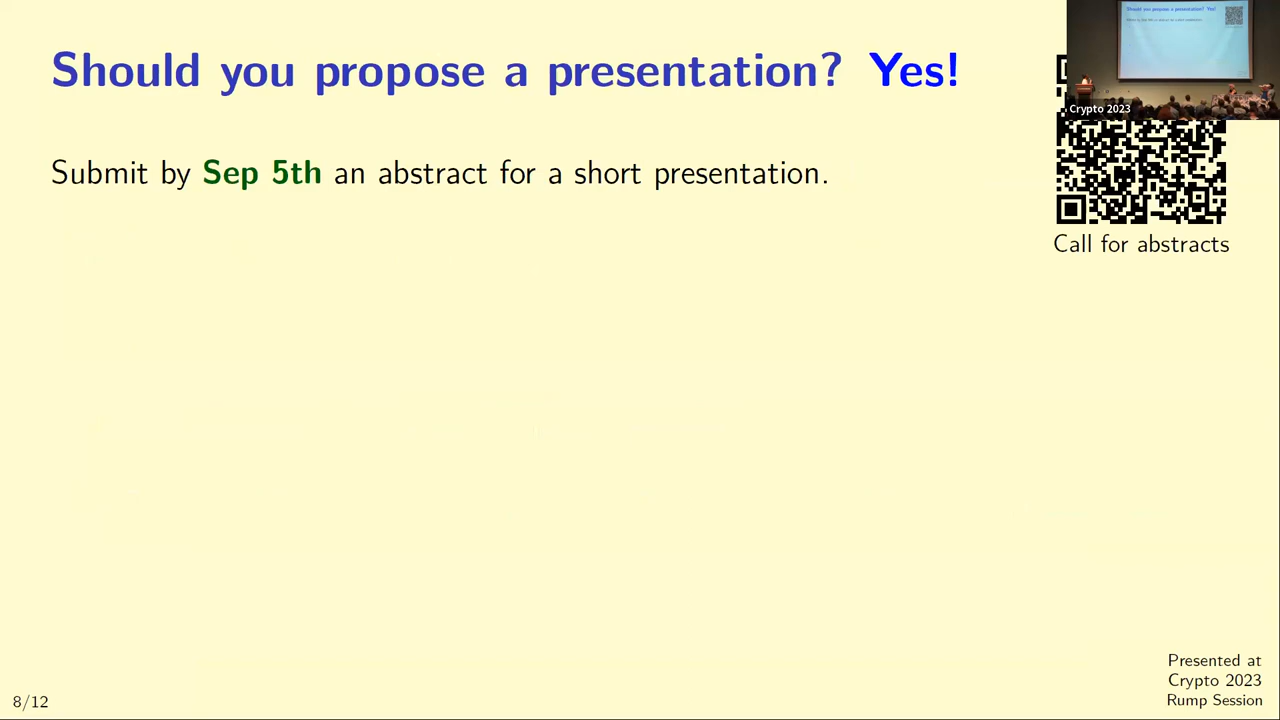 Should you propose a presentation? Yes!
Crypto 2023
Submit by Sep 5th an abstract for a short presentation.
Call for abstracts
Presented at
Crypto 2023
Rump Session
8/12